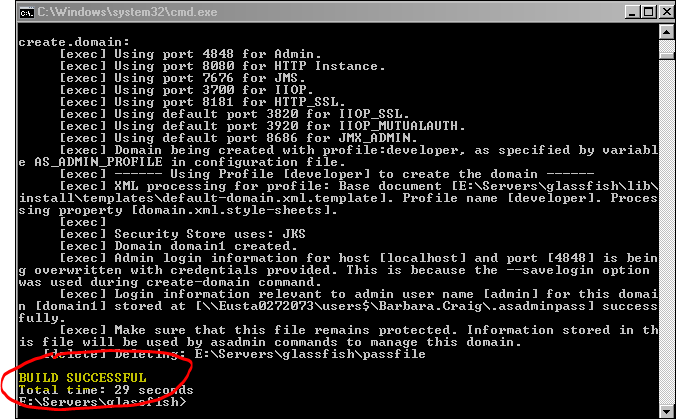 C:\Windows\system32\cmd.exe
create.domain:
[exec] Using port 4848 for Admin.
[exec] Using port 8080 for HTTP Instance.
[exec] Using port 7676 for JMS.
[exec] Using port 3700 for IIOP.
[exec] Using port 8181 for HTTP_SSL.
[exec] Using default port 3820 for IIOP_SSL.
[exec] Using default port 3920 for IIOP_MUTUALAUTH.
[exec] Using default port 8686 for JMX_ADMIN.
[exec] Domain being created with profile:developer, as specified by variabl
e AS_ADMIN_PROFILE in configuration file.
[exec] ------ Using Profile [developer] to create the domain ------
[exec] XML processing for profile: Base document [E:\Servers\glassfish\lib\
install\templates\default-domain.xml.template]. Profile name [developer]. Proces
sing property [domain.xml.style-sheets].
[exec]
[exec] Security Store uses: JKS
[exec] Domain domain1 created.
[exec] Admin login information for host [localhost] and port [4848] is bein
g overwritten with credentials provided. This is because the --savelogin option
was used during create-domain command.
[exec] Login information relevant to admin user name [admin] for this domai
n [domain1] stored at [\\Eusta0272073\users$\Barbara.Craig\.asadminpass] success
fully.
[exec] Make sure that this file remains protected. Information stored in th
is file will be used by asadmin commands to manage this domain.
[delete] Deleting: E:\Servers\glassfish\passfile
BUILD SUCCESSFUL
Total time: 29 seconds
E:\Servers\glassfish>